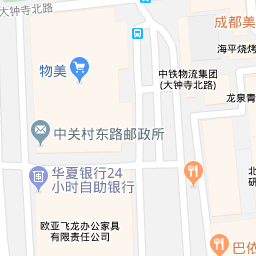 大钟寺北路
成都美
海平烧烤
物美
中铁物流集团
(大钟寺北路)
龙泉青
中关村东路邮政所
华夏银行24
小时自助银行
北
研
欧亚飞龙办公家具
有限责任公司
巴依